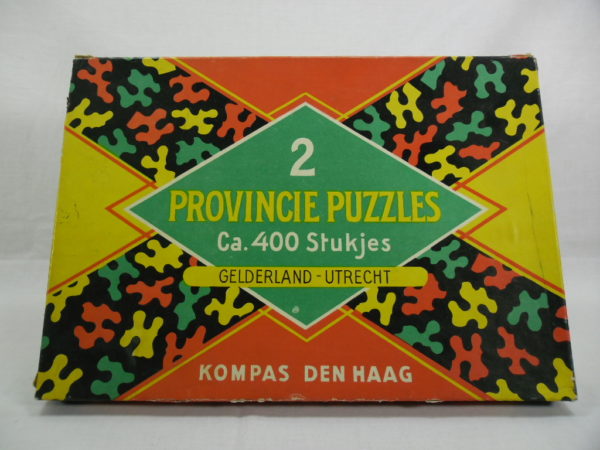 2
PROVINCIE PUZZLES
Ca. 400 Stukjes
GELDERLAND - UTRECHT
KOMPAS DEN HAAG